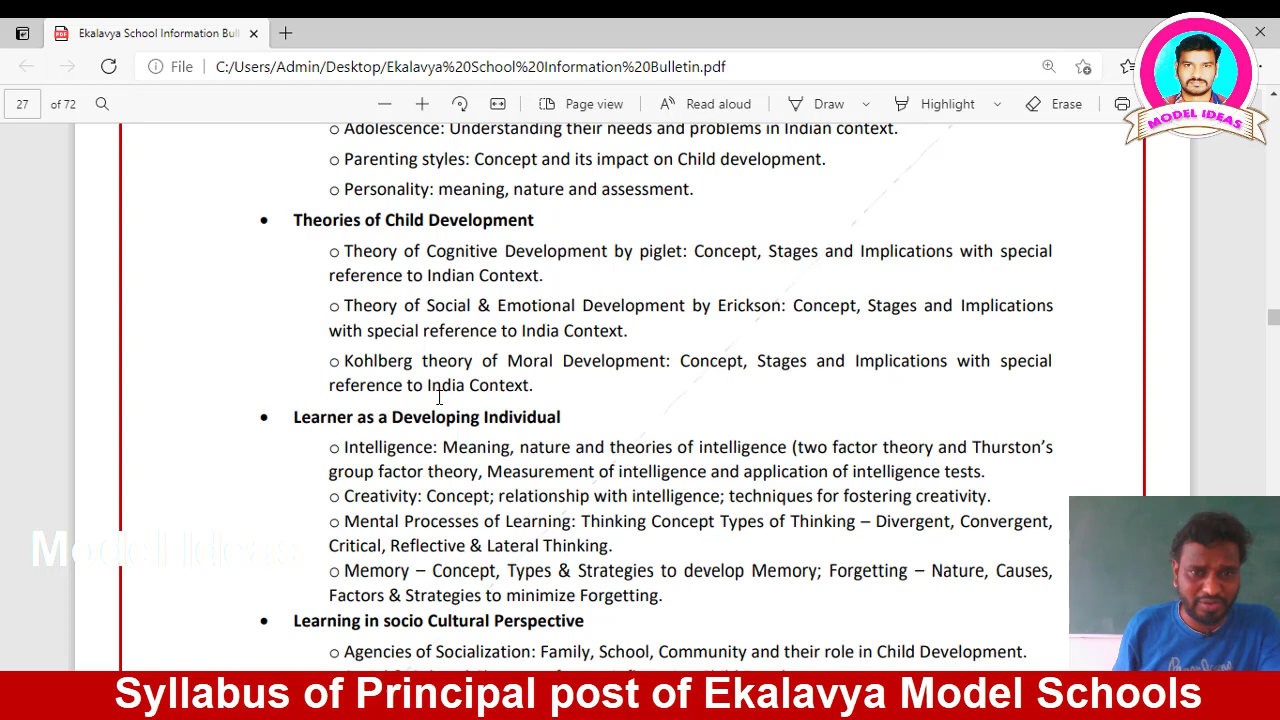 Ekalavya School Information Bull
File
C:/Users/Admin/Desktop/Ekalavya%20School%20Information%20Bulletin.pdf
27 of 72
Page view
Read aloud
Draw
Highlight
Erase
MODEL IDEAS
o Adolescence: Understanding their needs and problems in Indian context.
o Parenting styles: Concept and its impact on Child development.
o Personality: meaning, nature and assessment.
• Theories of Child Development
o Theory of Cognitive Development by piglet: Concept, Stages and Implications with special
reference to Indian Context.
o Theory of Social & Emotional Development by Erickson: Concept, Stages and Implications
with special reference to India Context.
o Kohlberg theory of Moral Development: Concept, Stages and Implications with special
reference to India Context.
• Learner as a Developing Individual
o Intelligence: Meaning, nature and theories of intelligence (two factor theory and Thurston’s
group factor theory, Measurement of intelligence and application of intelligence tests.
o Creativity: Concept; relationship with intelligence; techniques for fostering creativity.
o Mental Processes of Learning: Thinking Concept Types of Thinking – Divergent, Convergent,
Critical, Reflective & Lateral Thinking.
o Memory – Concept, Types & Strategies to develop Memory; Forgetting – Nature, Causes,
Factors & Strategies to minimize Forgetting.
• Learning in socio Cultural Perspective
o Agencies of Socialization: Family, School, Community and their role in Child Development.
Model Ideas
Syllabus of Principal post of Ekalavya Model Schools